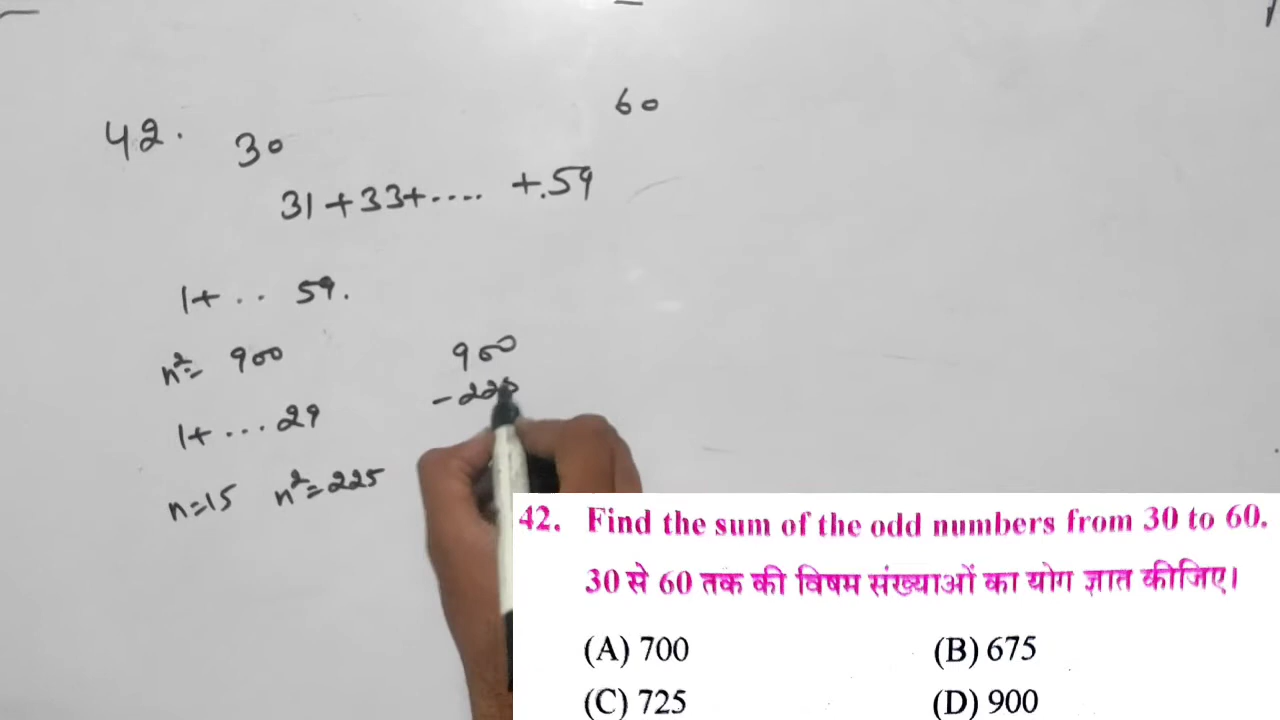 42.
30
60
31+33+.... +.59
1+ .. 59.
n²= 900
1+ ...29
n=15 n²=225
900
-225
42. Find the sum of the odd numbers from 30 to 60.
30 से 60 तक की विषम संख्याओं का योग ज्ञात कीजिए।
(A) 700 (B) 675
(C) 725 (D) 900